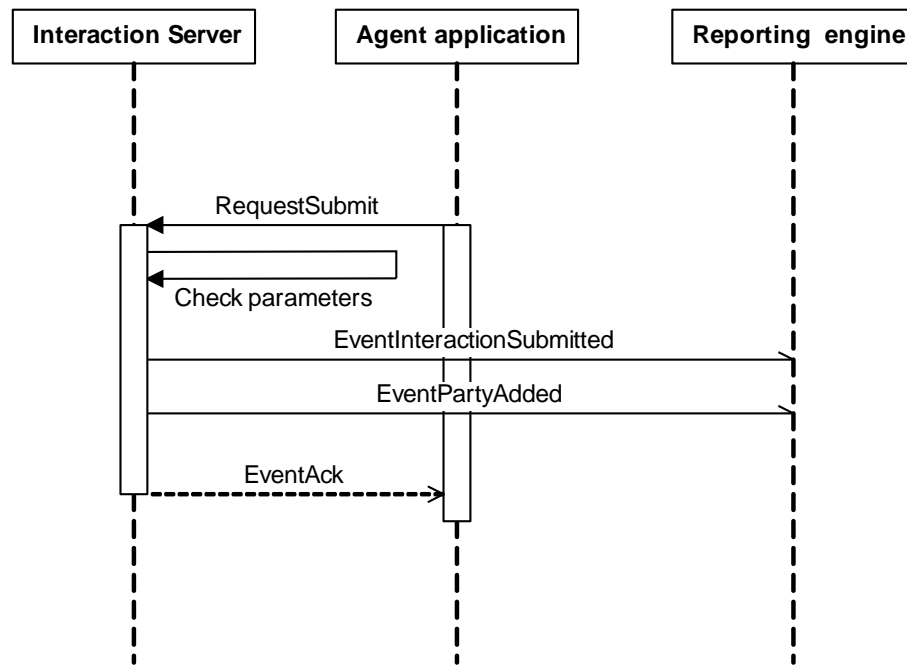 Interaction Server
Agent application
Reporting engine
RequestSubmit
Check parameters
EventInteractionSubmitted
EventPartyAdded
EventAck